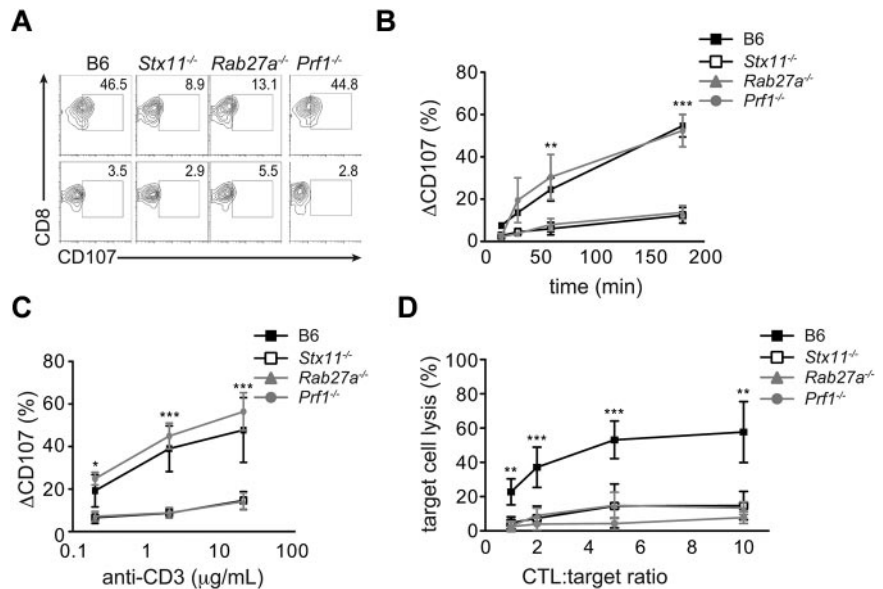 A
B6 Stx11-/- Rab27a-/- Prf1-/-
46.5 8.9 13.1 44.8
3.5 2.9 5.5 2.8
CD8
CD107
B
B6
Stx11-/-
Rab27a-/-
Prf1-/-
ΔCD107 (%)
80
60
40
20
0
** ***
0 50 100 150 200
time (min)
C
B6
Stx11-/-
Rab27a-/-
Prf1-/-
ΔCD107 (%)
80
60
40
20
0
* *** ***
0.1 1 10 100
anti-CD3 (μg/mL)
D
B6
Stx11-/-
Rab27a-/-
Prf1-/-
target cell lysis (%)
100
80
60
40
20
0
** *** *** **
0 2 4 6 8 10
CTL:target ratio